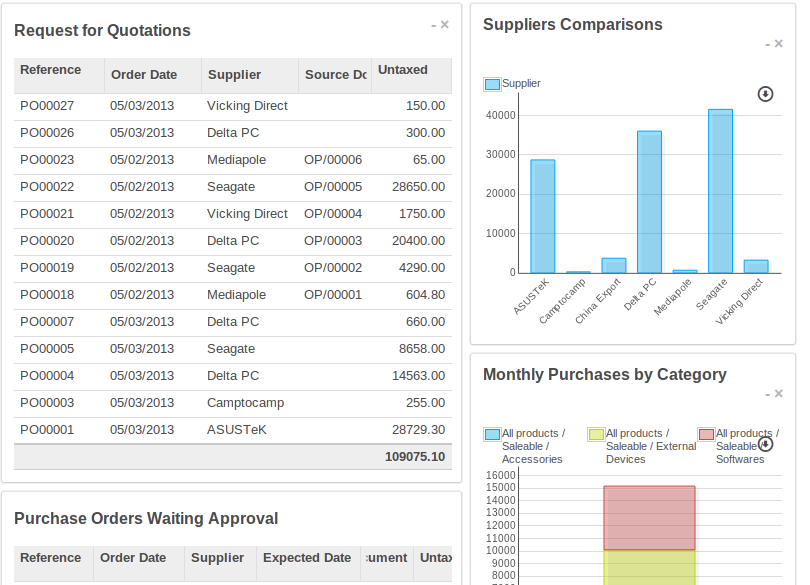 Request for Quotations
Reference Order Date Supplier Source Dc Untaxed
PO00027 05/03/2013 Vicking Direct 150.00
PO00026 05/03/2013 Delta PC 300.00
PO00023 05/02/2013 Mediapole OP/00006 65.00
PO00022 05/02/2013 Seagate OP/00005 28650.00
PO00021 05/02/2013 Vicking Direct OP/00004 1750.00
PO00020 05/02/2013 Delta PC OP/00003 20400.00
PO00019 05/02/2013 Seagate OP/00002 4290.00
PO00018 05/02/2013 Mediapole OP/00001 604.80
PO00007 05/03/2013 Delta PC 660.00
PO00005 05/03/2013 Seagate 8658.00
PO00004 05/03/2013 Delta PC 14563.00
PO00003 05/03/2013 Camptocamp 255.00
PO00001 05/03/2013 ASUSTeK 28729.30
109075.10
Purchase Orders Waiting Approval
Reference Order Date Supplier Expected Date cument Untax
Suppliers Comparisons
Supplier
40000
30000
20000
10000
0
ASUSTeK
Camptocamp
China Export
Delta PC
Mediapole
Seagate
Vicking Direct
Monthly Purchases by Category
All products / All products / All products /
Saleable / Saleable / External Saleable /
Accessories Devices Softwares
16000
15000
14000
13000
12000
11000
10000
9000
8000
7000